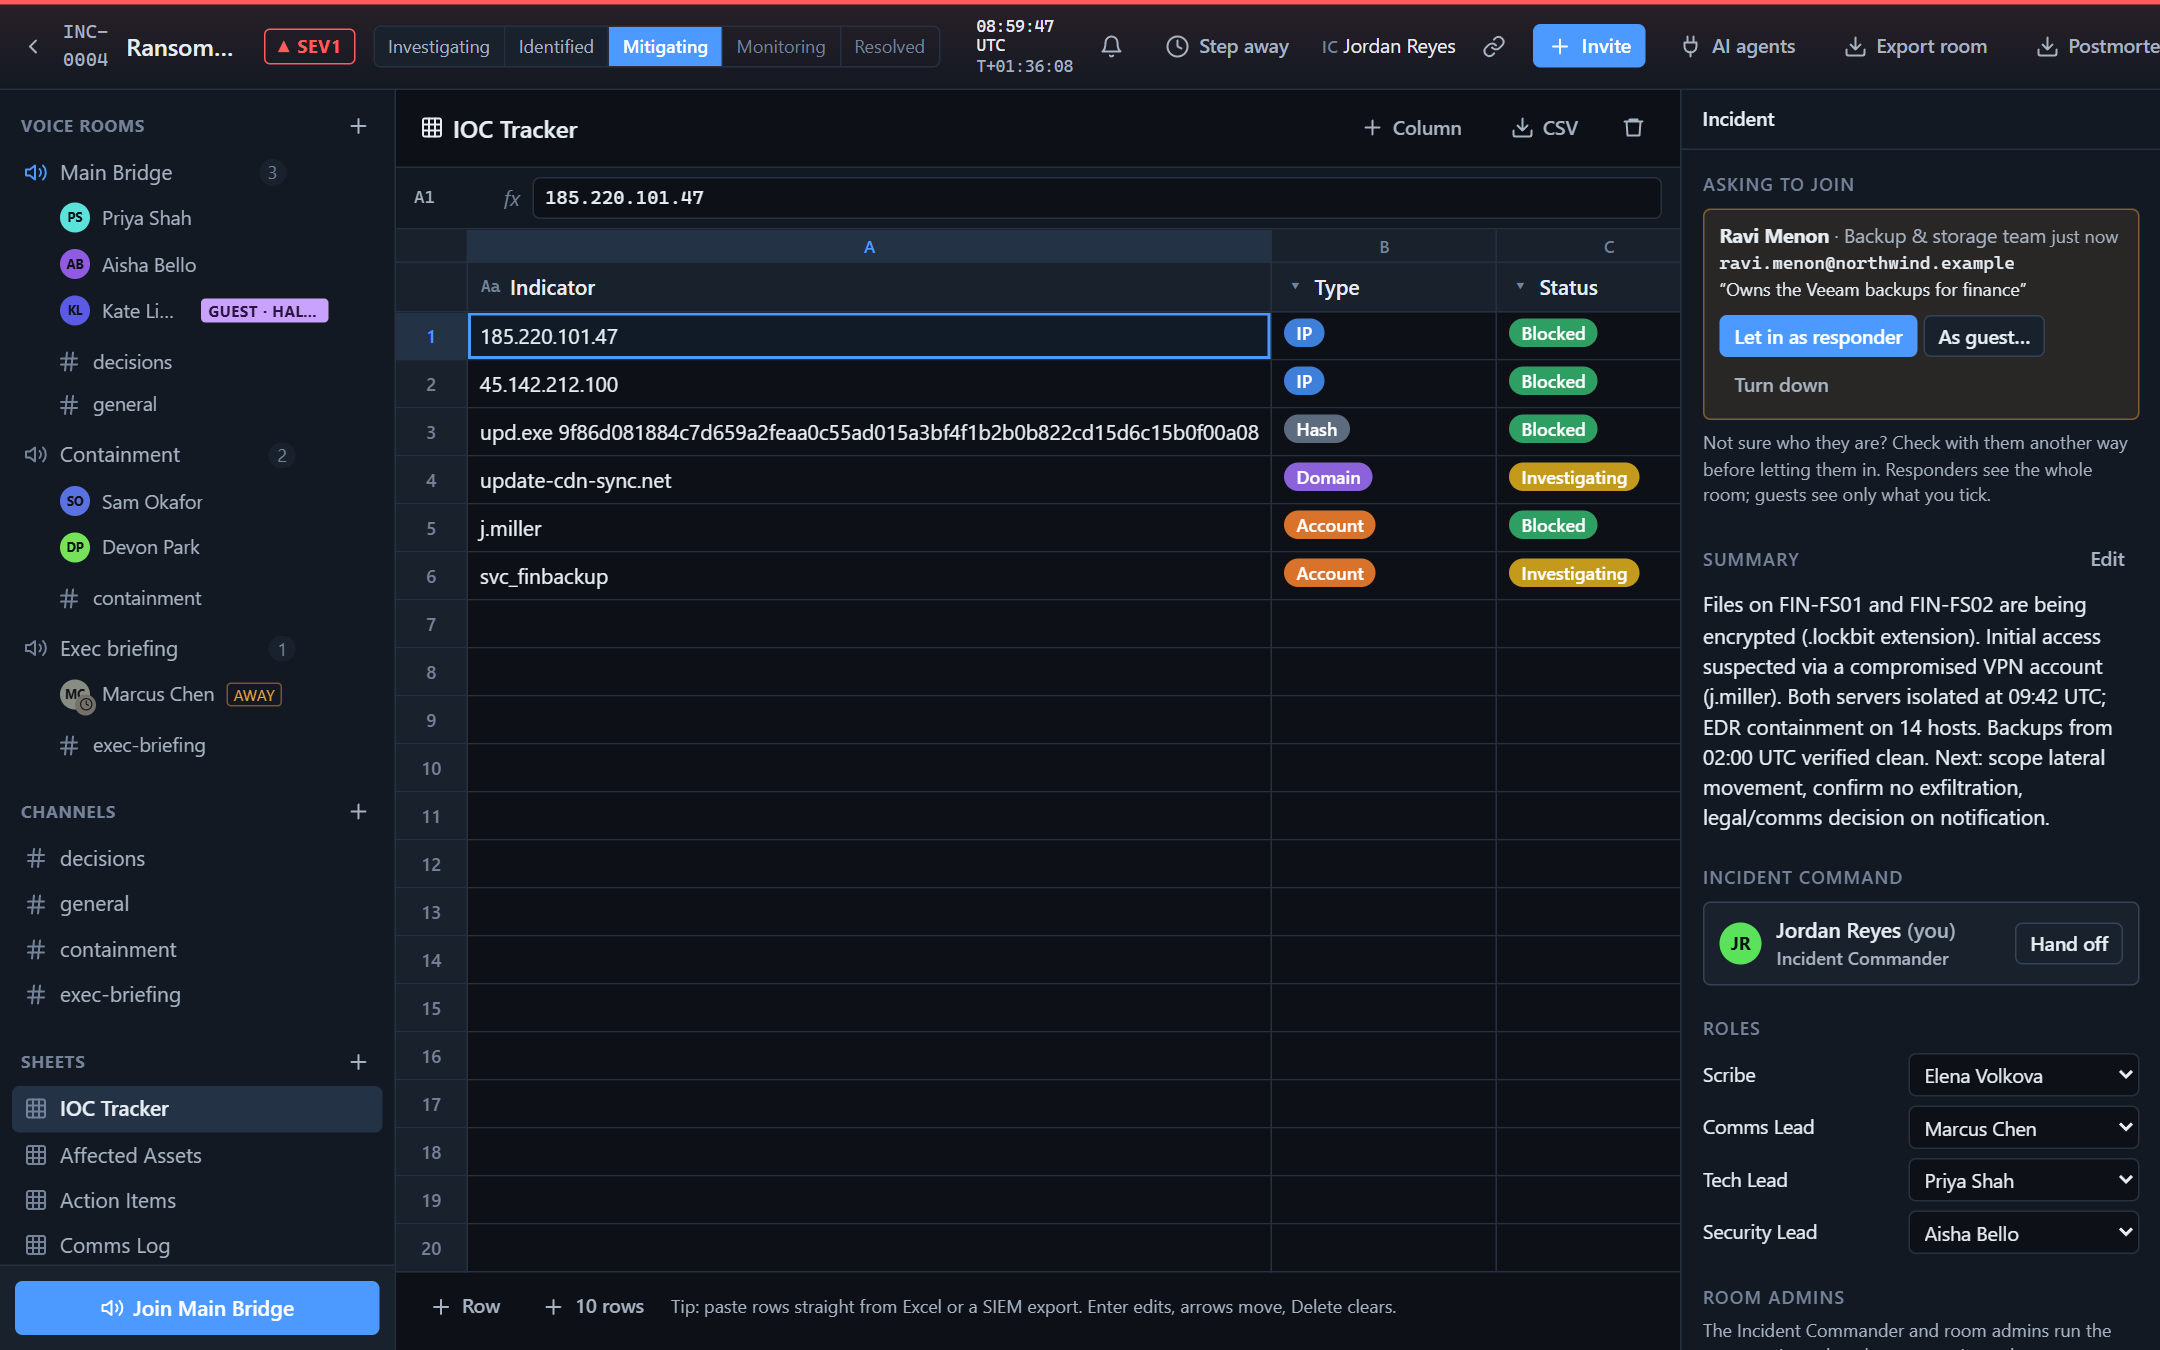 INC-
0004
Ransom...
SEV1
Investigating
Identified
Mitigating
Monitoring
Resolved
08:59:47
UTC
T+01:36:08
Step away
IC Jordan Reyes
Invite
AI agents
Export room
Postmorte
VOICE ROOMS
Main Bridge
3
PS
Priya Shah
AB
Aisha Bello
KL
Kate Li...
GUEST · HAL...
# decisions
# general
Containment
2
SO
Sam Okafor
DP
Devon Park
# containment
Exec briefing
1
MC
Marcus Chen
AWAY
# exec-briefing
CHANNELS
# decisions
# general
# containment
# exec-briefing
SHEETS
IOC Tracker
Affected Assets
Action Items
Comms Log
Join Main Bridge
IOC Tracker
Column
CSV
A1
fx
185.220.101.47
A
B
C
Aa Indicator
Type
Status
1
185.220.101.47
IP
Blocked
2
45.142.212.100
IP
Blocked
3
upd.exe 9f86d081884c7d659a2feaa0c55ad015a3bf4f1b2b0b822cd15d6c15b0f00a08
Hash
Blocked
4
update-cdn-sync.net
Domain
Investigating
5
j.miller
Account
Blocked
6
svc_finbackup
Account
Investigating
7
8
9
10
11
12
13
14
15
16
17
18
19
20
+ Row
+ 10 rows
Tip: paste rows straight from Excel or a SIEM export. Enter edits, arrows move, Delete clears.
Incident
ASKING TO JOIN
Ravi Menon · Backup & storage team just now
ravi.menon@northwind.example
“Owns the Veeam backups for finance”
Let in as responder
As guest...
Turn down
Not sure who they are? Check with them another way
before letting them in. Responders see the whole
room; guests see only what you tick.
SUMMARY
Edit
Files on FIN-FS01 and FIN-FS02 are being
encrypted (.lockbit extension). Initial access
suspected via a compromised VPN account
(j.miller). Both servers isolated at 09:42 UTC;
EDR containment on 14 hosts. Backups from
02:00 UTC verified clean. Next: scope lateral
movement, confirm no exfiltration,
legal/comms decision on notification.
INCIDENT COMMAND
JR
Jordan Reyes (you)
Incident Commander
Hand off
ROLES
Scribe
Elena Volkova
Comms Lead
Marcus Chen
Tech Lead
Priya Shah
Security Lead
Aisha Bello
ROOM ADMINS
The Incident Commander and room admins run the